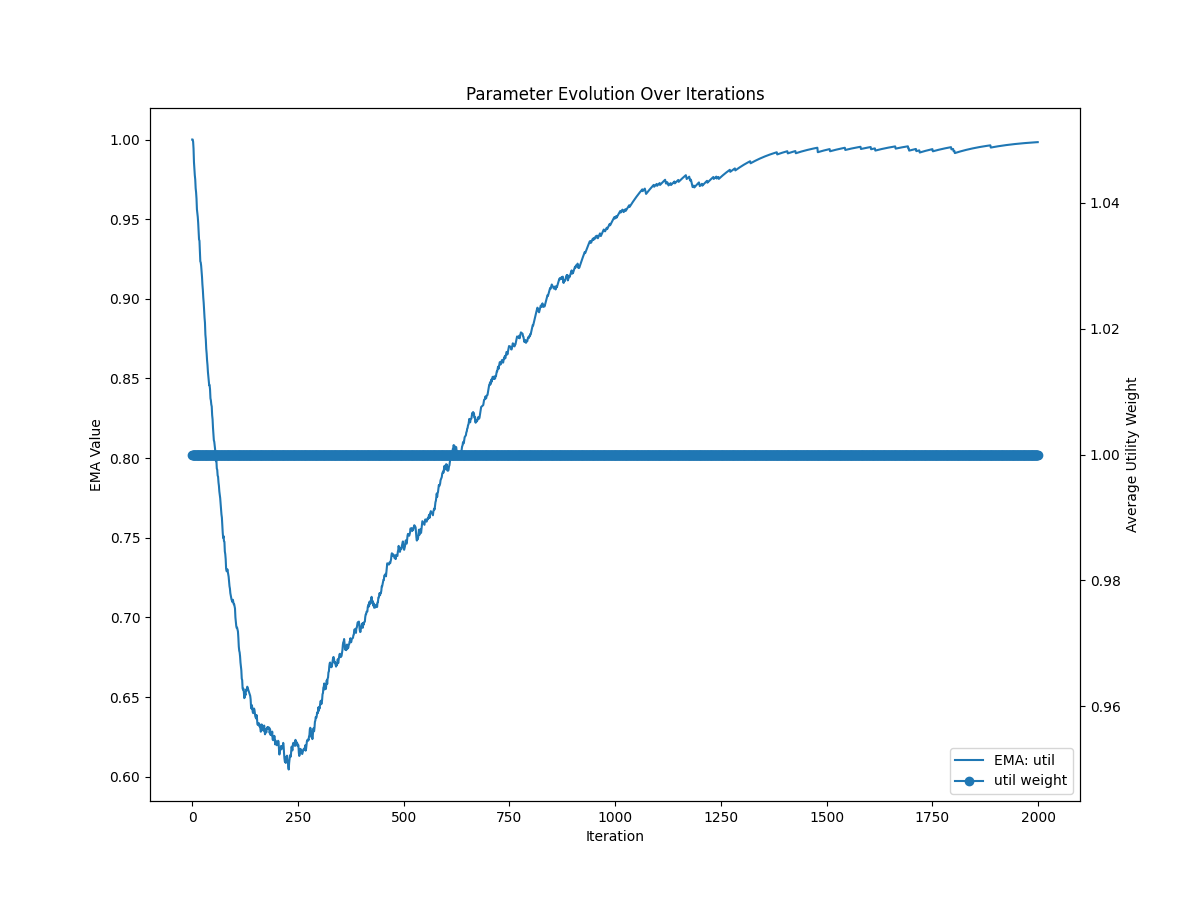 Parameter Evolution Over Iterations
1.00
0.95
0.90
0.85
0.80
0.75
0.70
0.65
0.60
EMA Value
1.04
1.02
1.00
0.98
0.96
Average Utility Weight
EMA: util
util weight
0 250 500 750 1000 1250 1500 1750 2000
Iteration